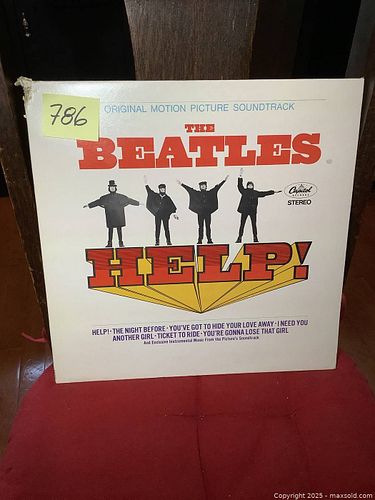 786
ORIGINAL MOTION PICTURE SOUNDTRACK
THE
BEATLES
Capitol
STEREO
HELP!
HELP! • THE NIGHT BEFORE • YOU'VE GOT TO HIDE YOUR LOVE AWAY • I NEED YOU
ANOTHER GIRL • TICKET TO RIDE • YOU'RE GONNA LOSE THAT GIRL
And Exclusive Instrumental Music From the Picture's Soundtrack
Copyright 2025 - maxsold.com